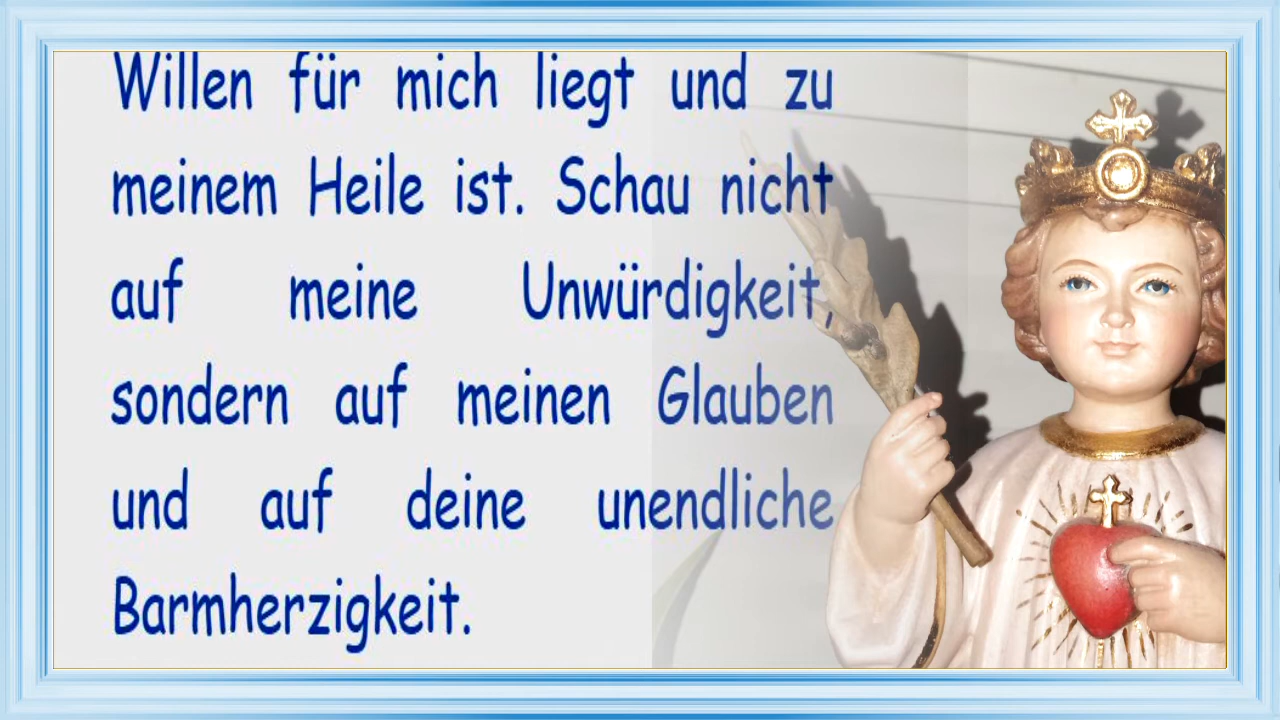 Willen für mich liegt und zu
meinem Heile ist. Schau nicht
auf meine Unwürdigkeit,
sondern auf meinen Glauben
und auf deine unendliche
Barmherzigkeit.